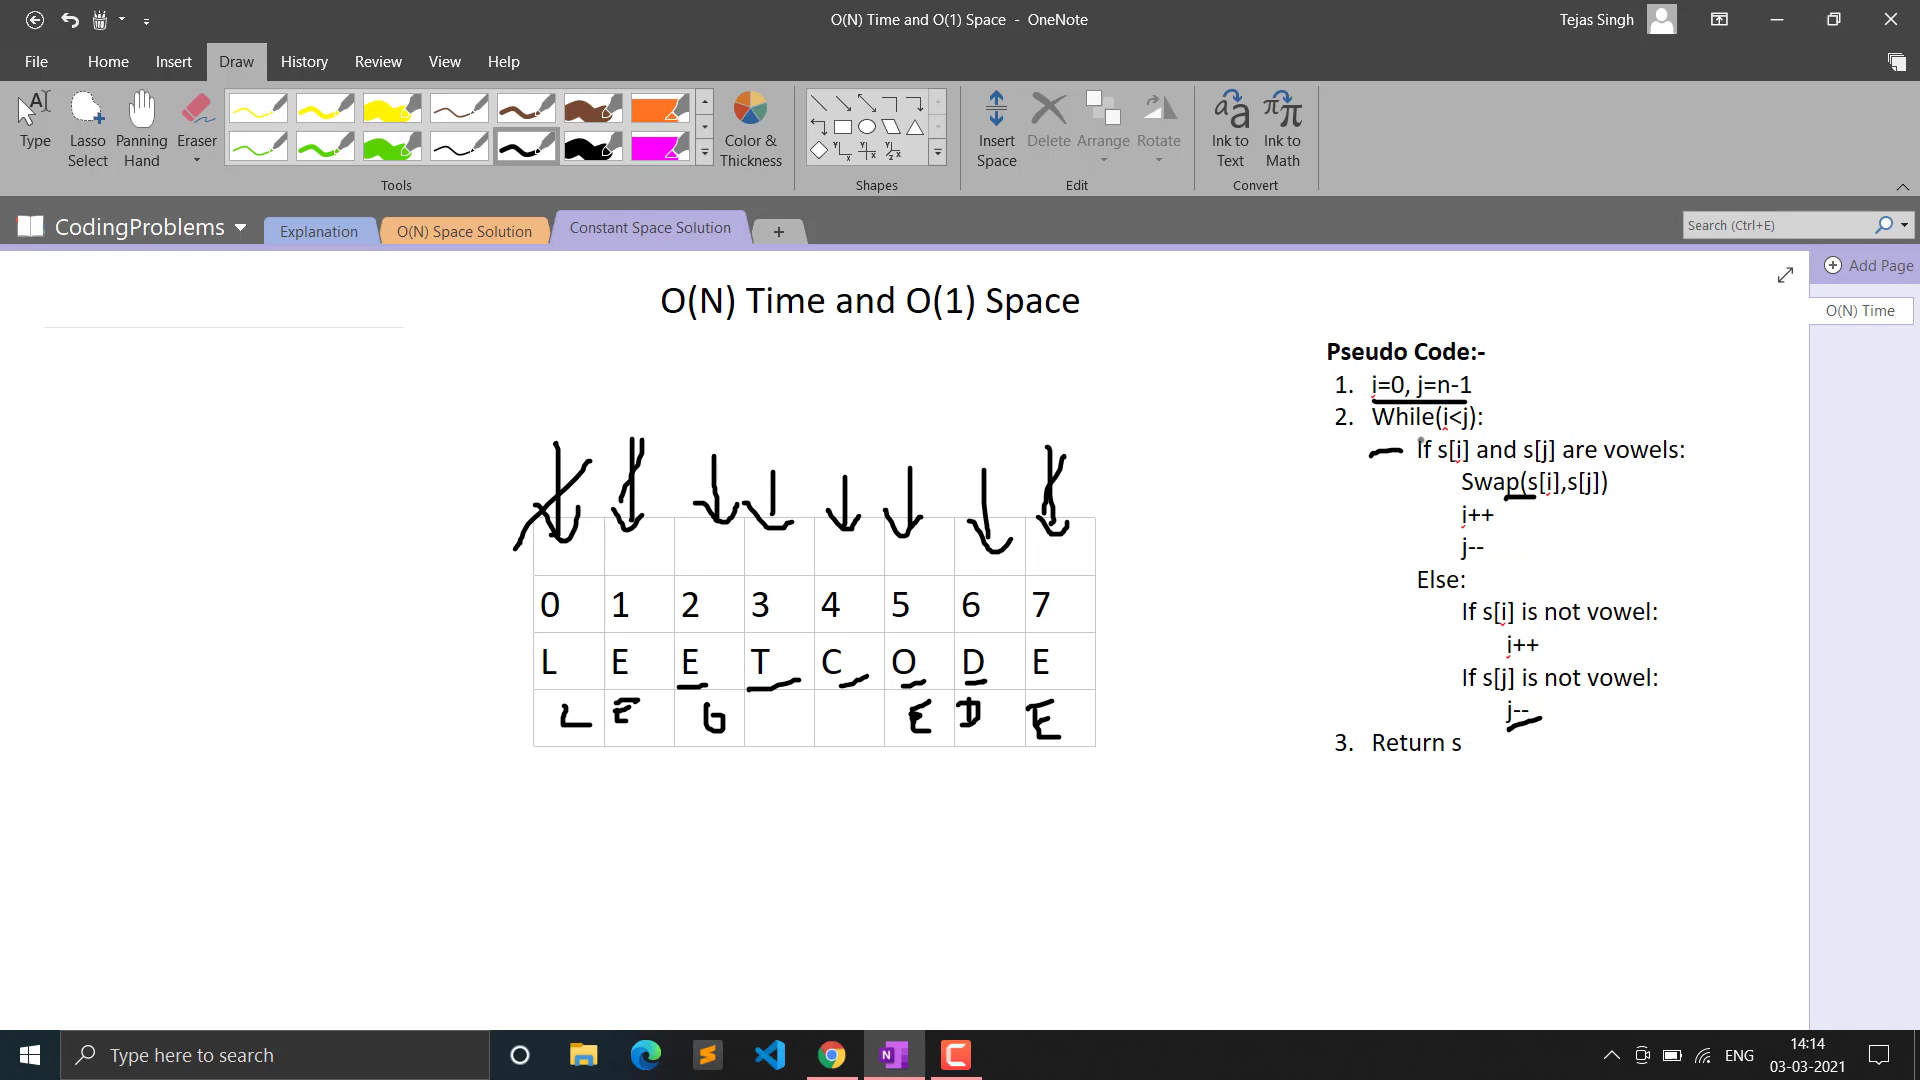 O(N) Time and O(1) Space - OneNote
Tejas Singh
File Home Insert Draw History Review View Help
Type
Lasso Select
Panning Hand
Eraser
Color & Thickness
Insert Space
Delete
Arrange
Rotate
Ink to Text
Ink to Math
Tools
Shapes
Edit
Convert
CodingProblems
Explanation
O(N) Space Solution
Constant Space Solution
Search (Ctrl+E)
Add Page
O(N) Time
O(N) Time and O(1) Space
0 1 2 3 4 5 6 7
L E E T C O D E
L E E D E
Pseudo Code:-
1. i=0, j=n-1
2. While(i<j):
If s[i] and s[j] are vowels:
Swap(s[i],s[j])
i++
j--
Else:
If s[i] is not vowel:
i++
If s[j] is not vowel:
j--
3. Return s
Type here to search
ENG
14:14
03-03-2021